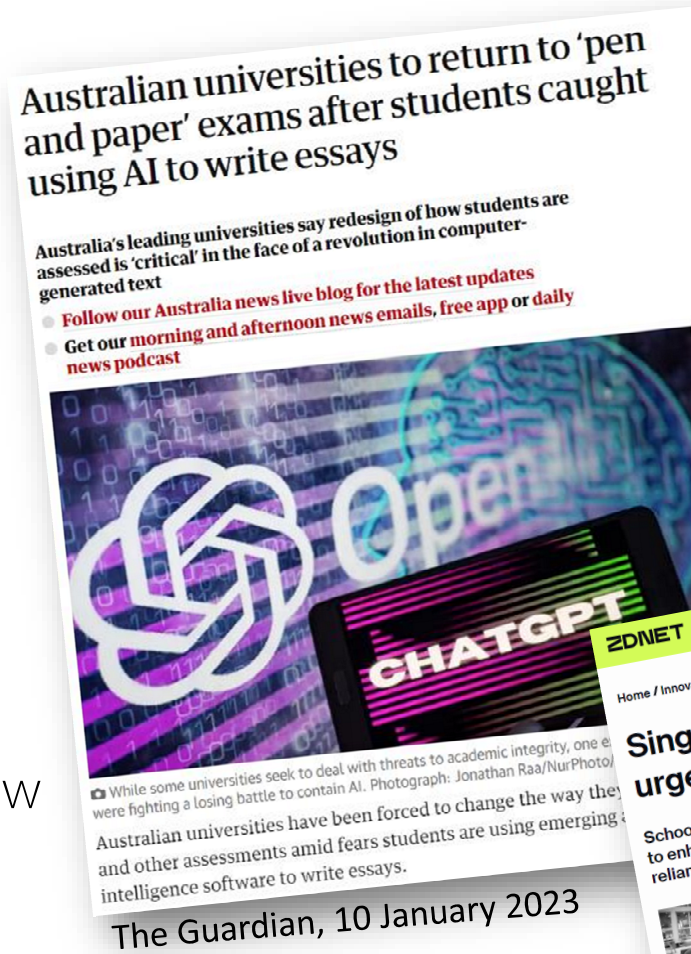 Australian universities to return to ‘pen
and paper’ exams after students caught
using AI to write essays
Australia’s leading universities say redesign of how students are
assessed is ‘critical’ in the face of a revolution in computer-
generated text
Follow our Australia news live blog for the latest updates
Get our morning and afternoon news emails, free app or daily
news podcast
Open
CHATGPT
While some universities seek to deal with threats to academic integrity, one
were fighting a losing battle to contain AI. Photograph: Jonathan Raa/NurPhoto/
Australian universities have been forced to change the way they
and other assessments amid fears students are using emerging
intelligence software to write essays.
The Guardian, 10 January 2023
w
ZDNET
Home / Innov
Sing
urge
Schoo
to enh
relian